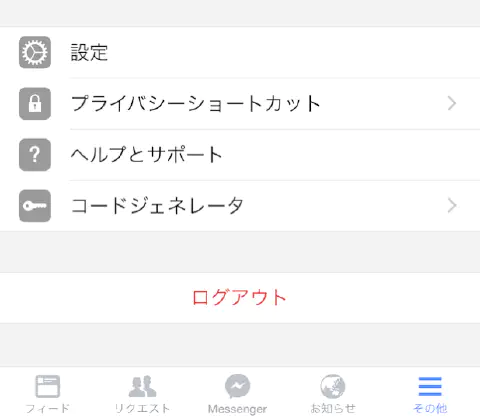 設定
プライバシーショートカット
ヘルプとサポート
コードジェネレータ
ログアウト
フィード リクエスト Messenger お知らせ その他